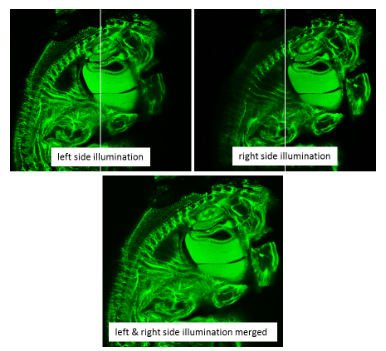 left side illumination
right side illumination
left & right side illumination merged